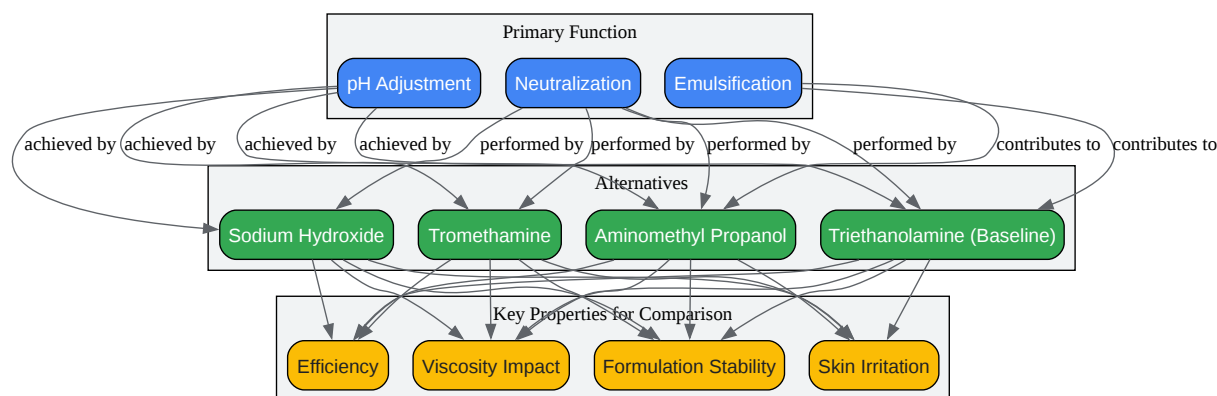 Primary Function
pH Adjustment
Neutralization
Emulsification
achieved by
achieved by
achieved by
achieved by
performed by
performed by
performed by
performed by
contributes to
contributes to
Alternatives
Sodium Hydroxide
Tromethamine
Aminomethyl Propanol
Triethanolamine (Baseline)
Key Properties for Comparison
Efficiency
Viscosity Impact
Formulation Stability
Skin Irritation